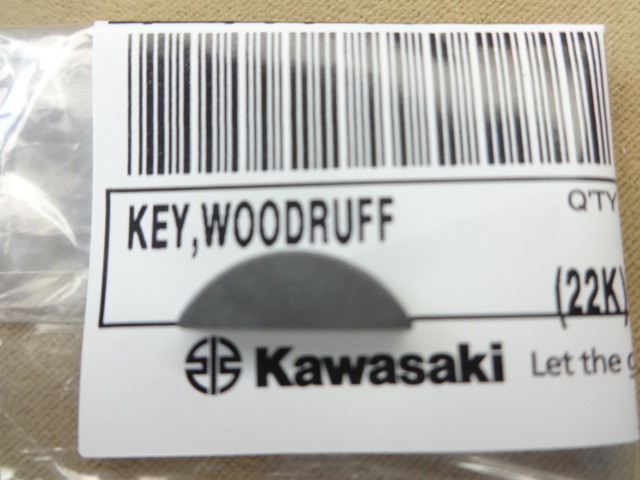 KEY,WOODRUFF
Q'TY
(22K)
Kawasaki
Let the